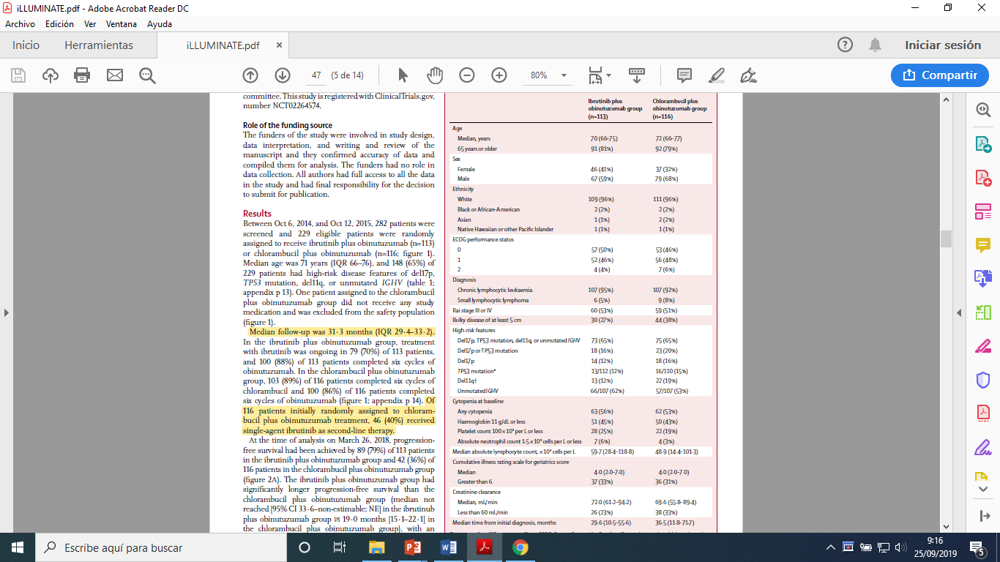 iLLUMINATE.pdf - Adobe Acrobat Reader DC
Archivo Edición Ver Ventana Ayuda
Inicio Herramientas iLLUMINATE.pdf × Iniciar sesión
47 (5 de 14) 80% Compartir
committee. This study is registered with ClinicalTrials.gov,
number NCT02264574.
Role of the funding source
The funders of the study were involved in study design,
data interpretation, and writing and review of the
manuscript and they confirmed accuracy of data and
compiled them for analysis. The funders had no role in
data collection. All authors had full access to all the data
in the study and had final responsibility for the decision
to submit for publication.
Results
Between Oct 6, 2014, and Oct 12, 2015, 282 patients were
screened and 229 eligible patients were randomly
assigned to receive ibrutinib plus obinutuzumab (n=113)
or chlorambucil plus obinutuzumab (n=116; figure 1).
Median age was 71 years (IQR 66–76), and 148 (65%) of
229 patients had high-risk disease features of del17p,
TP53 mutation, del11q, or unmutated IGHV (table 1;
appendix p 13). One patient assigned to the chlorambucil
plus obinutuzumab group did not receive any study
medication and was excluded from the safety population
(figure 1).
Median follow-up was 31·3 months (IQR 29·4–33·2).
In the ibrutinib plus obinutuzumab group, treatment
with ibrutinib was ongoing in 79 (70%) of 113 patients,
and 100 (88%) of 113 patients completed six cycles of
obinutuzumab. In the chlorambucil plus obinutuzumab
group, 103 (89%) of 116 patients completed six cycles of
chlorambucil and 100 (86%) of 116 patients completed
six cycles of obinutuzumab (figure 1; appendix p 14). Of
116 patients initially randomly assigned to chloram-
bucil plus obinutuzumab treatment, 46 (40%) received
single-agent ibrutinib as second-line therapy.
At the time of analysis on March 26, 2018, progression-
free survival had been achieved by 89 (79%) of 113 patients
in the ibrutinib plus obinutuzumab group and 42 (36%) of
116 patients in the chlorambucil plus obinutuzumab group
(figure 2A). The ibrutinib plus obinutuzumab group had
significantly longer progression-free survival than the
chlorambucil plus obinutuzumab group (median not
reached [95% CI 33·6–non-estimable; NE] in the ibrutinub
plus obinutuzumab group vs 19·0 months [15·1–22·1] in
the chlorambucil plus obinutuzumab group), with an
Ibrutinib plus obinutuzumab group (n=113) Chlorambucil plus obinutuzumab group (n=116)
Age
Median, years 70 (66–75) 72 (66–77)
65 years or older 91 (81%) 92 (79%)
Sex
Female 46 (41%) 37 (32%)
Male 67 (59%) 79 (68%)
Ethnicity
White 109 (96%) 111 (96%)
Black or African-American 2 (2%) 2 (2%)
Asian 1 (1%) 2 (2%)
Native Hawaiian or other Pacific Islander 1 (1%) 1 (1%)
ECOG performance status
0 57 (50%) 53 (46%)
1 52 (46%) 56 (48%)
2 4 (4%) 7 (6%)
Diagnosis
Chronic lymphocytic leukaemia 107 (95%) 107 (92%)
Small lymphocytic lymphoma 6 (5%) 9 (8%)
Rai stage III or IV 60 (53%) 59 (51%)
Bulky disease of at least 5 cm 30 (27%) 44 (38%)
High-risk features
Del17p, TP53 mutation, del11q, or unmutated IGHV 73 (65%) 75 (65%)
Del17p or TP53 mutation 18 (16%) 23 (20%)
Del17p 14 (12%) 18 (16%)
TP53 mutation* 13/112 (12%) 16/110 (15%)
Del11q† 13 (12%) 22 (19%)
Unmutated IGHV 66/107 (62%) 57/107 (53%)
Cytopenia at baseline
Any cytopenia 63 (56%) 62 (53%)
Haemoglobin 11 g/dL or less 51 (45%) 50 (43%)
Platelet count 100 × 10⁹ per L or less 28 (25%) 22 (19%)
Absolute neutrophil count 1·5 × 10⁹ cells per L or less 7 (6%) 4 (3%)
Median absolute lymphocyte count, × 10⁹ cells per L 59·7 (28·4–118·8) 48·9 (14·4–101·3)
Cumulative illness rating scale for geriatrics score
Median 4·0 (2·0–7·0) 4·0 (2·0–7·0)
Greater than 6 37 (33%) 36 (31%)
Creatinine clearance
Median, mL/min 72·0 (61·2–94·2) 69·6 (55·8–89·4)
Less than 60 mL/min 26 (23%) 38 (33%)
Median time from initial diagnosis, months 29·6 (10·5–55·6) 36·5 (11·8–71·7)
Escribe aquí para buscar
9:16
25/09/2019
5